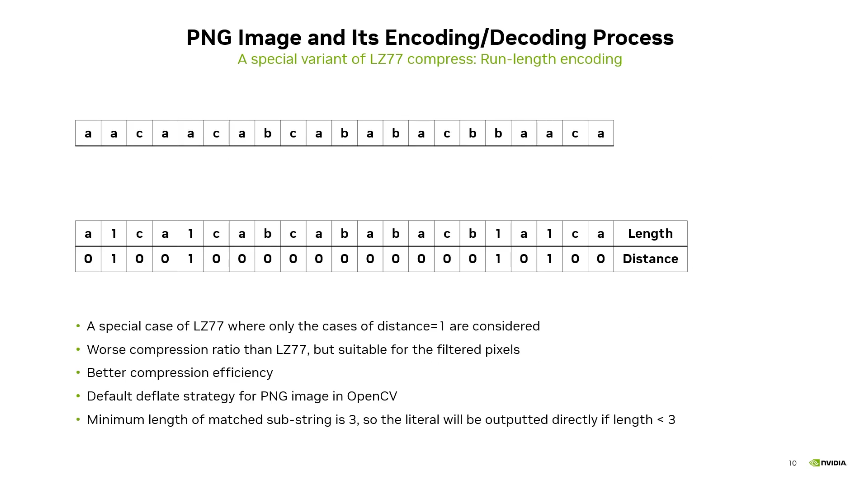 PNG Image and Its Encoding/Decoding Process
A special variant of LZ77 compress: Run-length encoding
a a c a a c a b c a b a b a c b b a a c a
a 1 c a 1 c a b c a b a b a c b 1 a 1 c a Length
0 1 0 0 1 0 0 0 0 0 0 0 0 0 0 0 1 0 1 0 0 Distance
• A special case of LZ77 where only the cases of distance=1 are considered
• Worse compression ratio than LZ77, but suitable for the filtered pixels
• Better compression efficiency
• Default deflate strategy for PNG image in OpenCV
• Minimum length of matched sub-string is 3, so the literal will be outputted directly if length < 3
10 NVIDIA